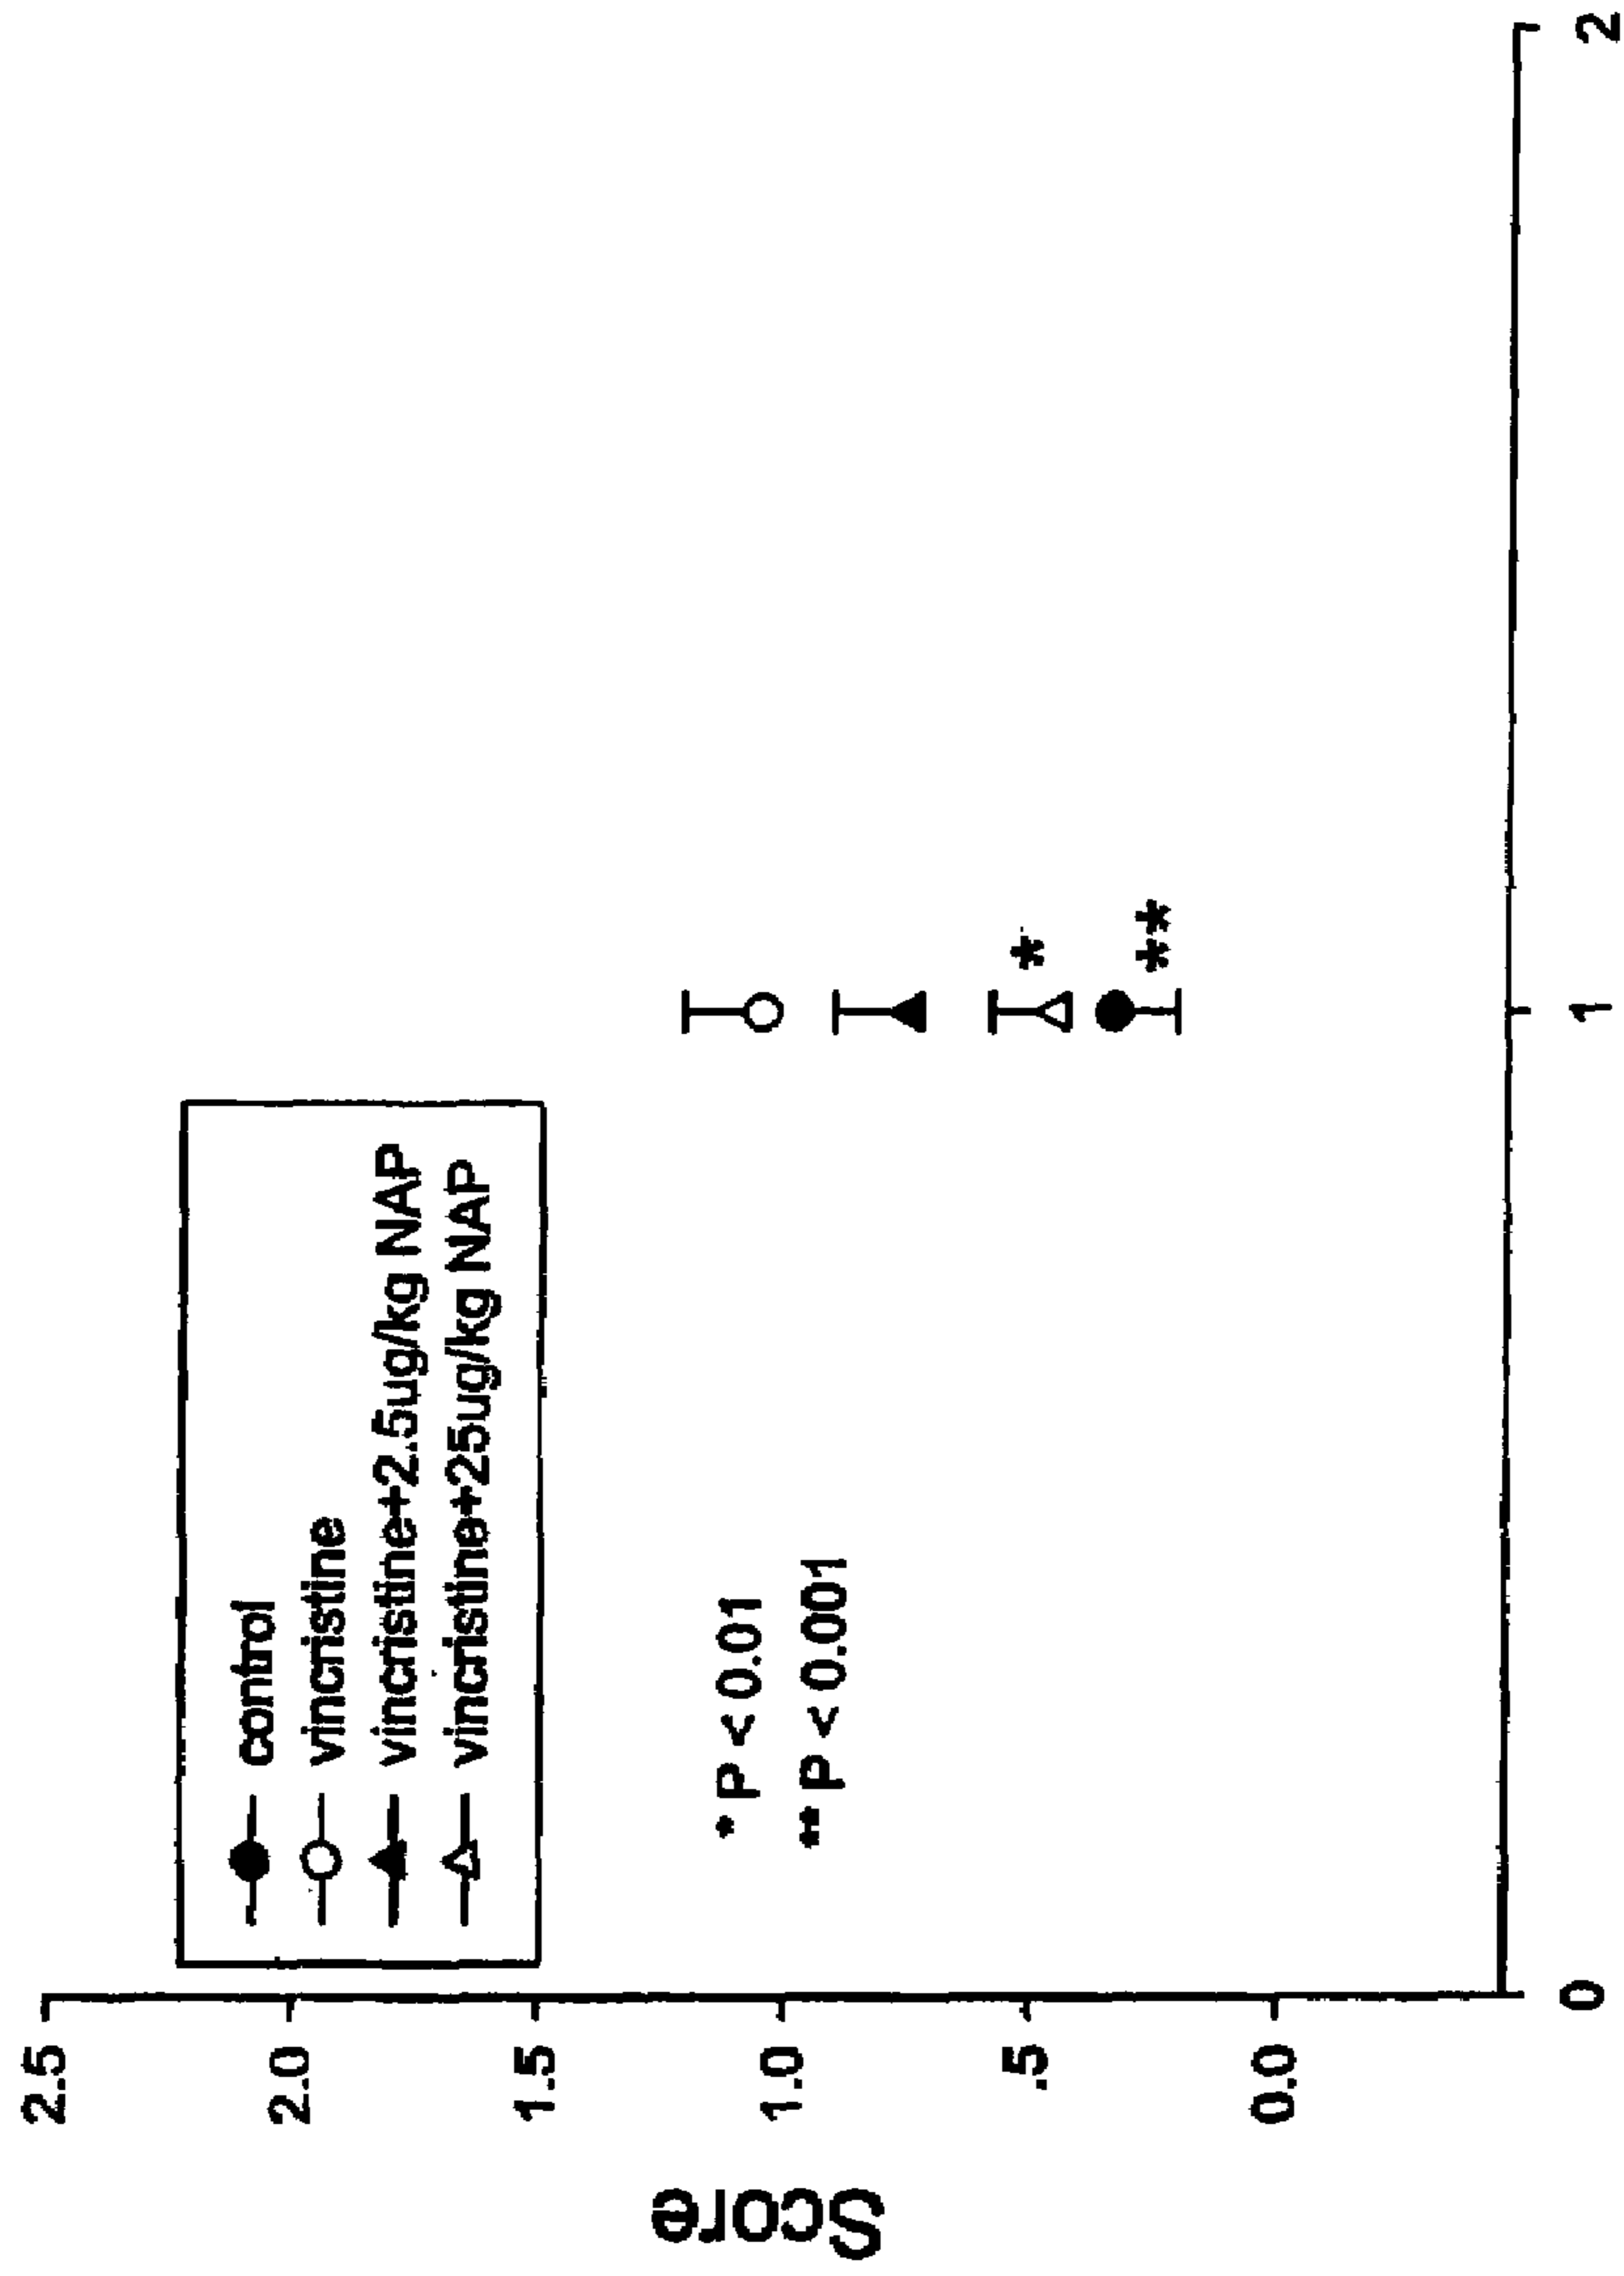 2.5
2.0
1.5
1.0
.5
0.0
Score
control
vincristine
vincristine+2.5ug/kg NAP
vincristine+25ug/kg NAP
* P < 0.01
** P < 0.001
*
**
0
1
2